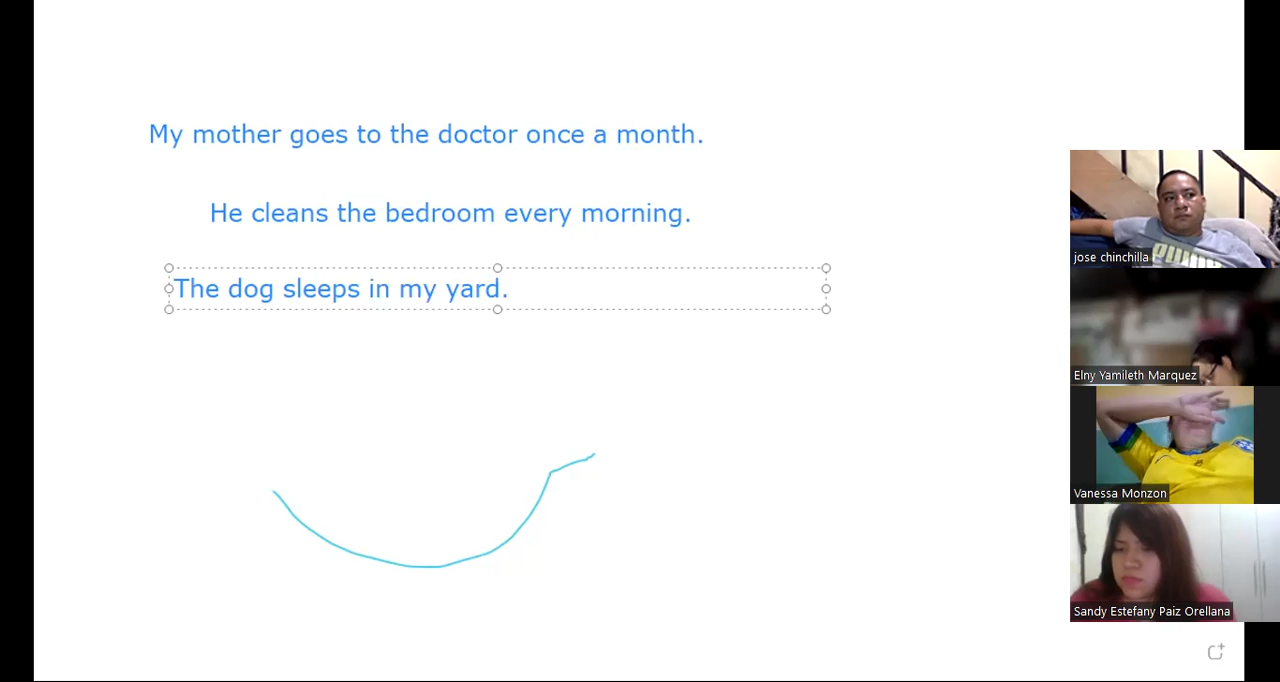 My mother goes to the doctor once a month.
He cleans the bedroom every morning.
The dog sleeps in my yard.
jose chinchilla
Elny Yamileth Marquez
Vanessa Monzon
Sandy Estefany Paiz Orellana